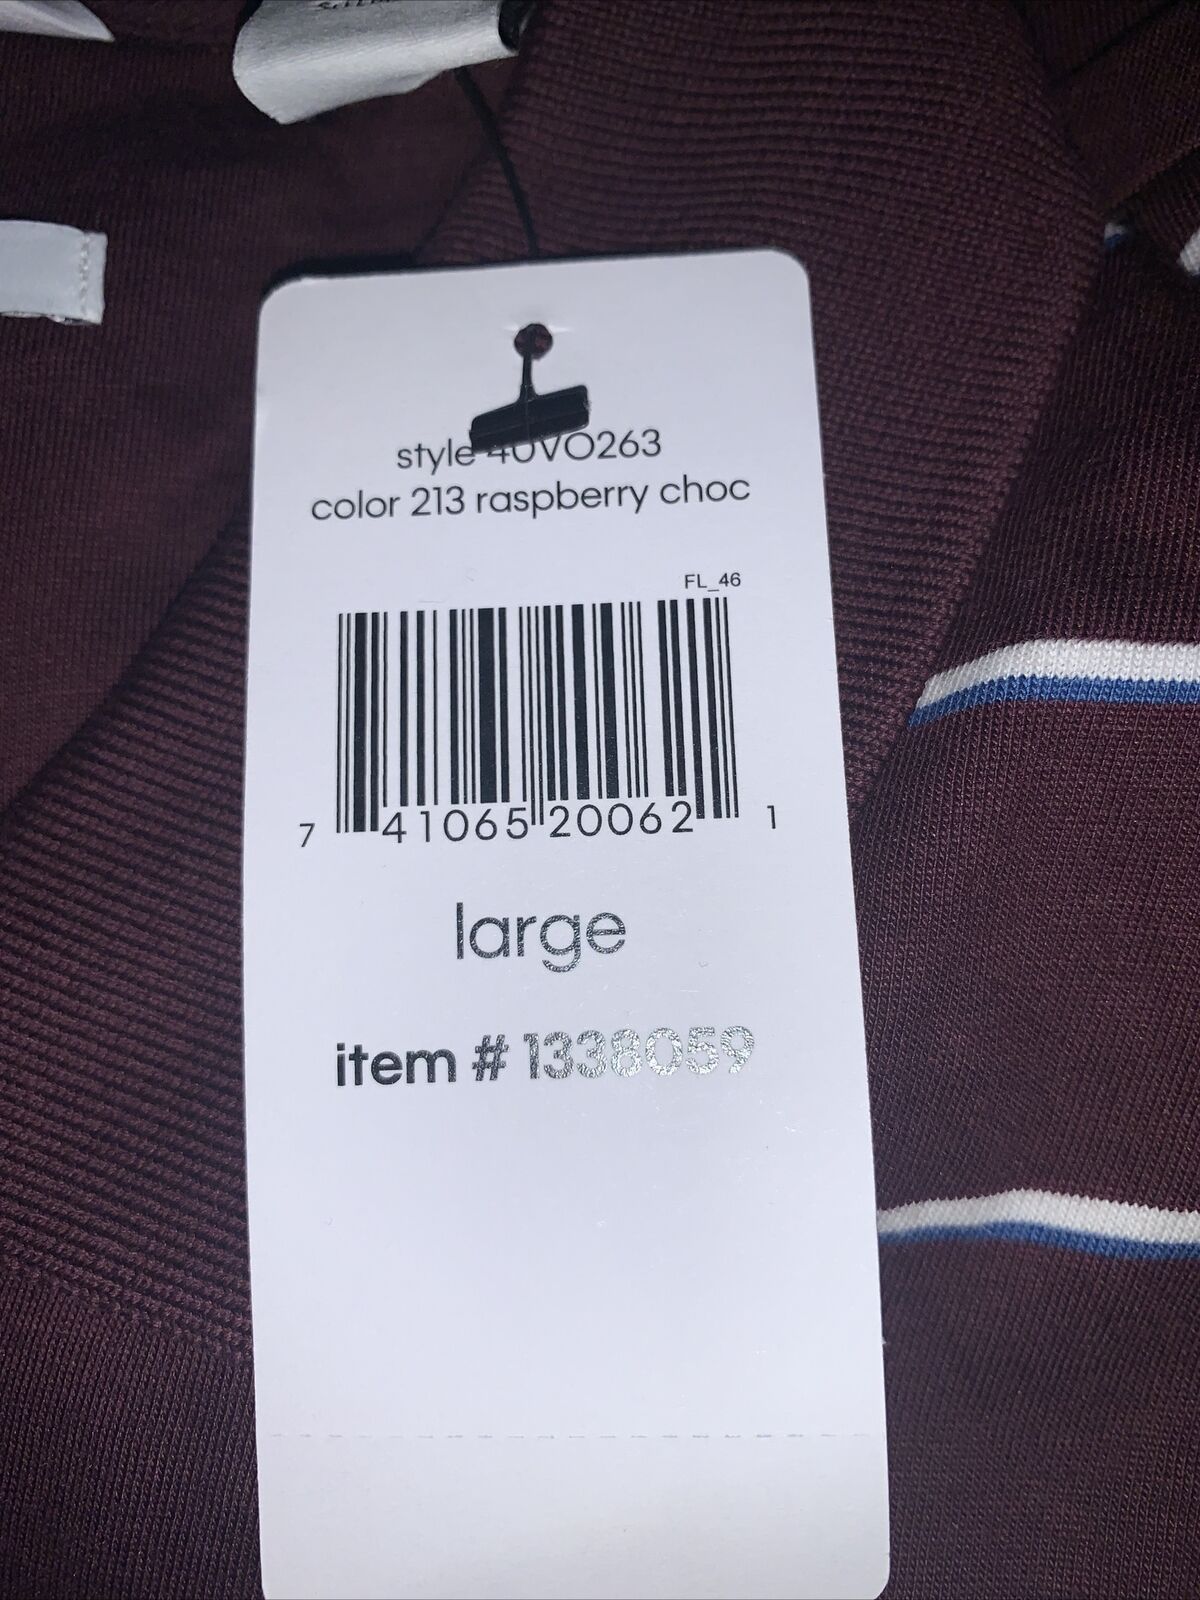 style 40VO263
color 213 raspberry choc
FL_46
7 41065 20062 1
large
item # 1338059